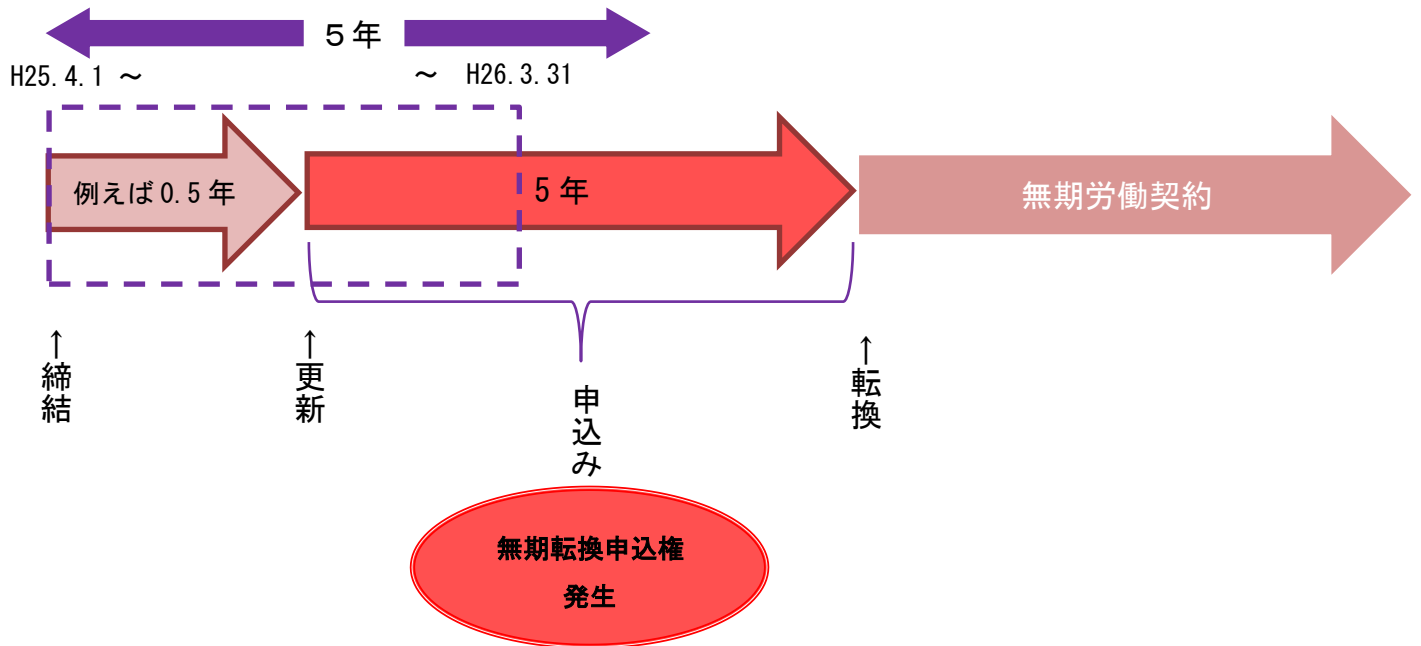 5年
H25.4.1 ～
～ H26.3.31
例えば0.5年
5年
無期労働契約
↑締結
↑更新
↑転換
申込み
無期転換申込権
発生